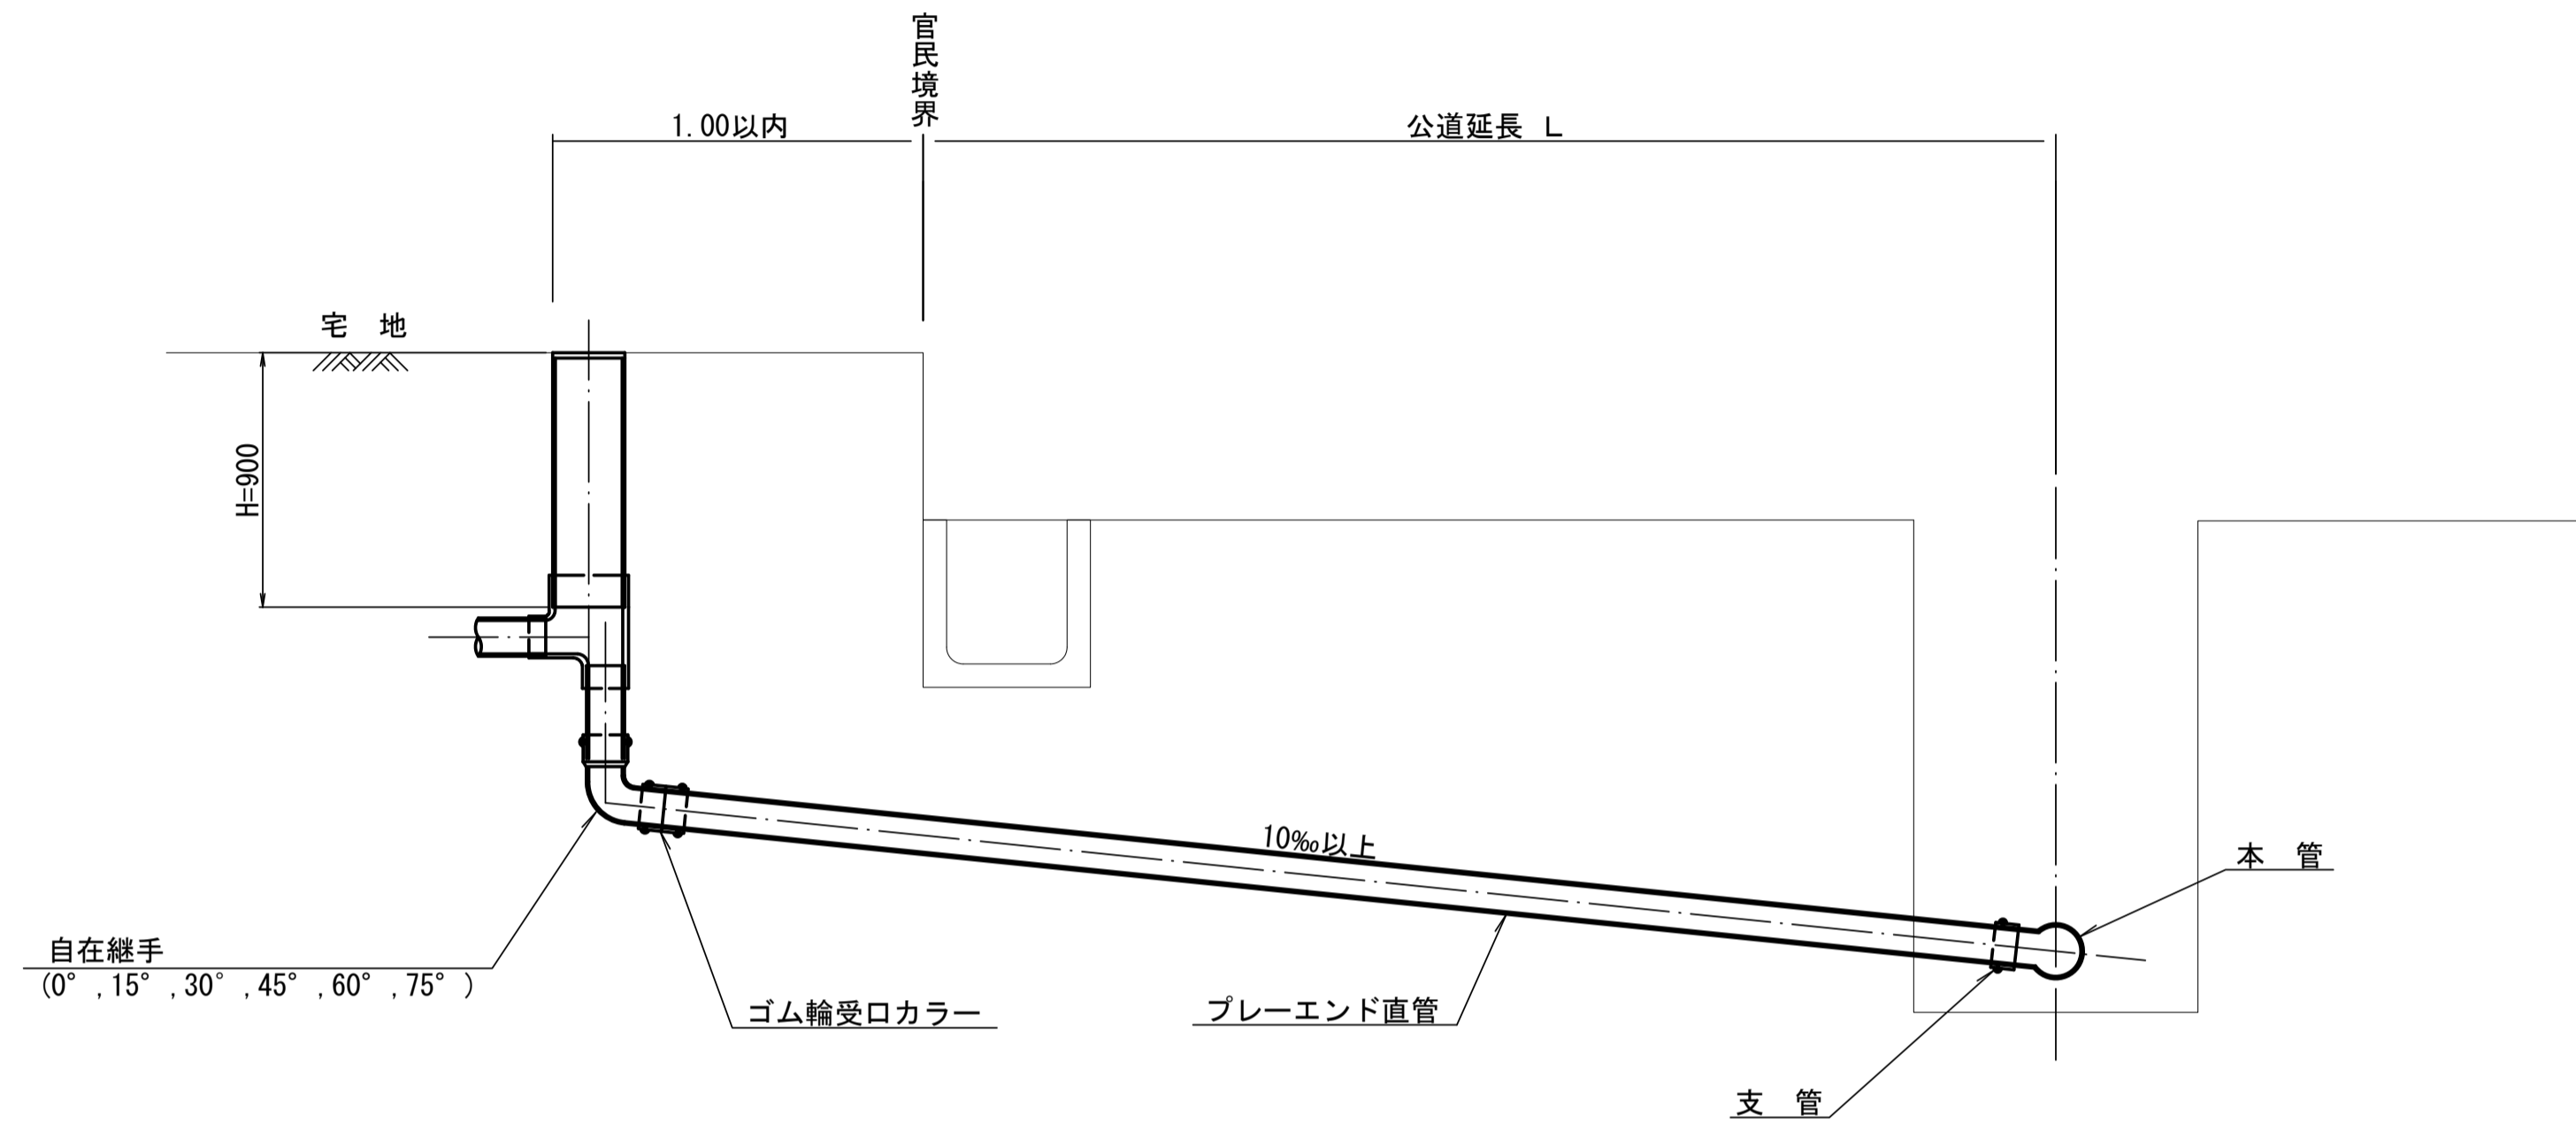 官民境界
1.00以内
公道延長 L
宅 地
H=900
10‰以上
本 管
自在継手
(0° ,15° ,30° ,45° ,60° ,75° )
ゴム輪受口カラー
プレーエンド直管
支 管